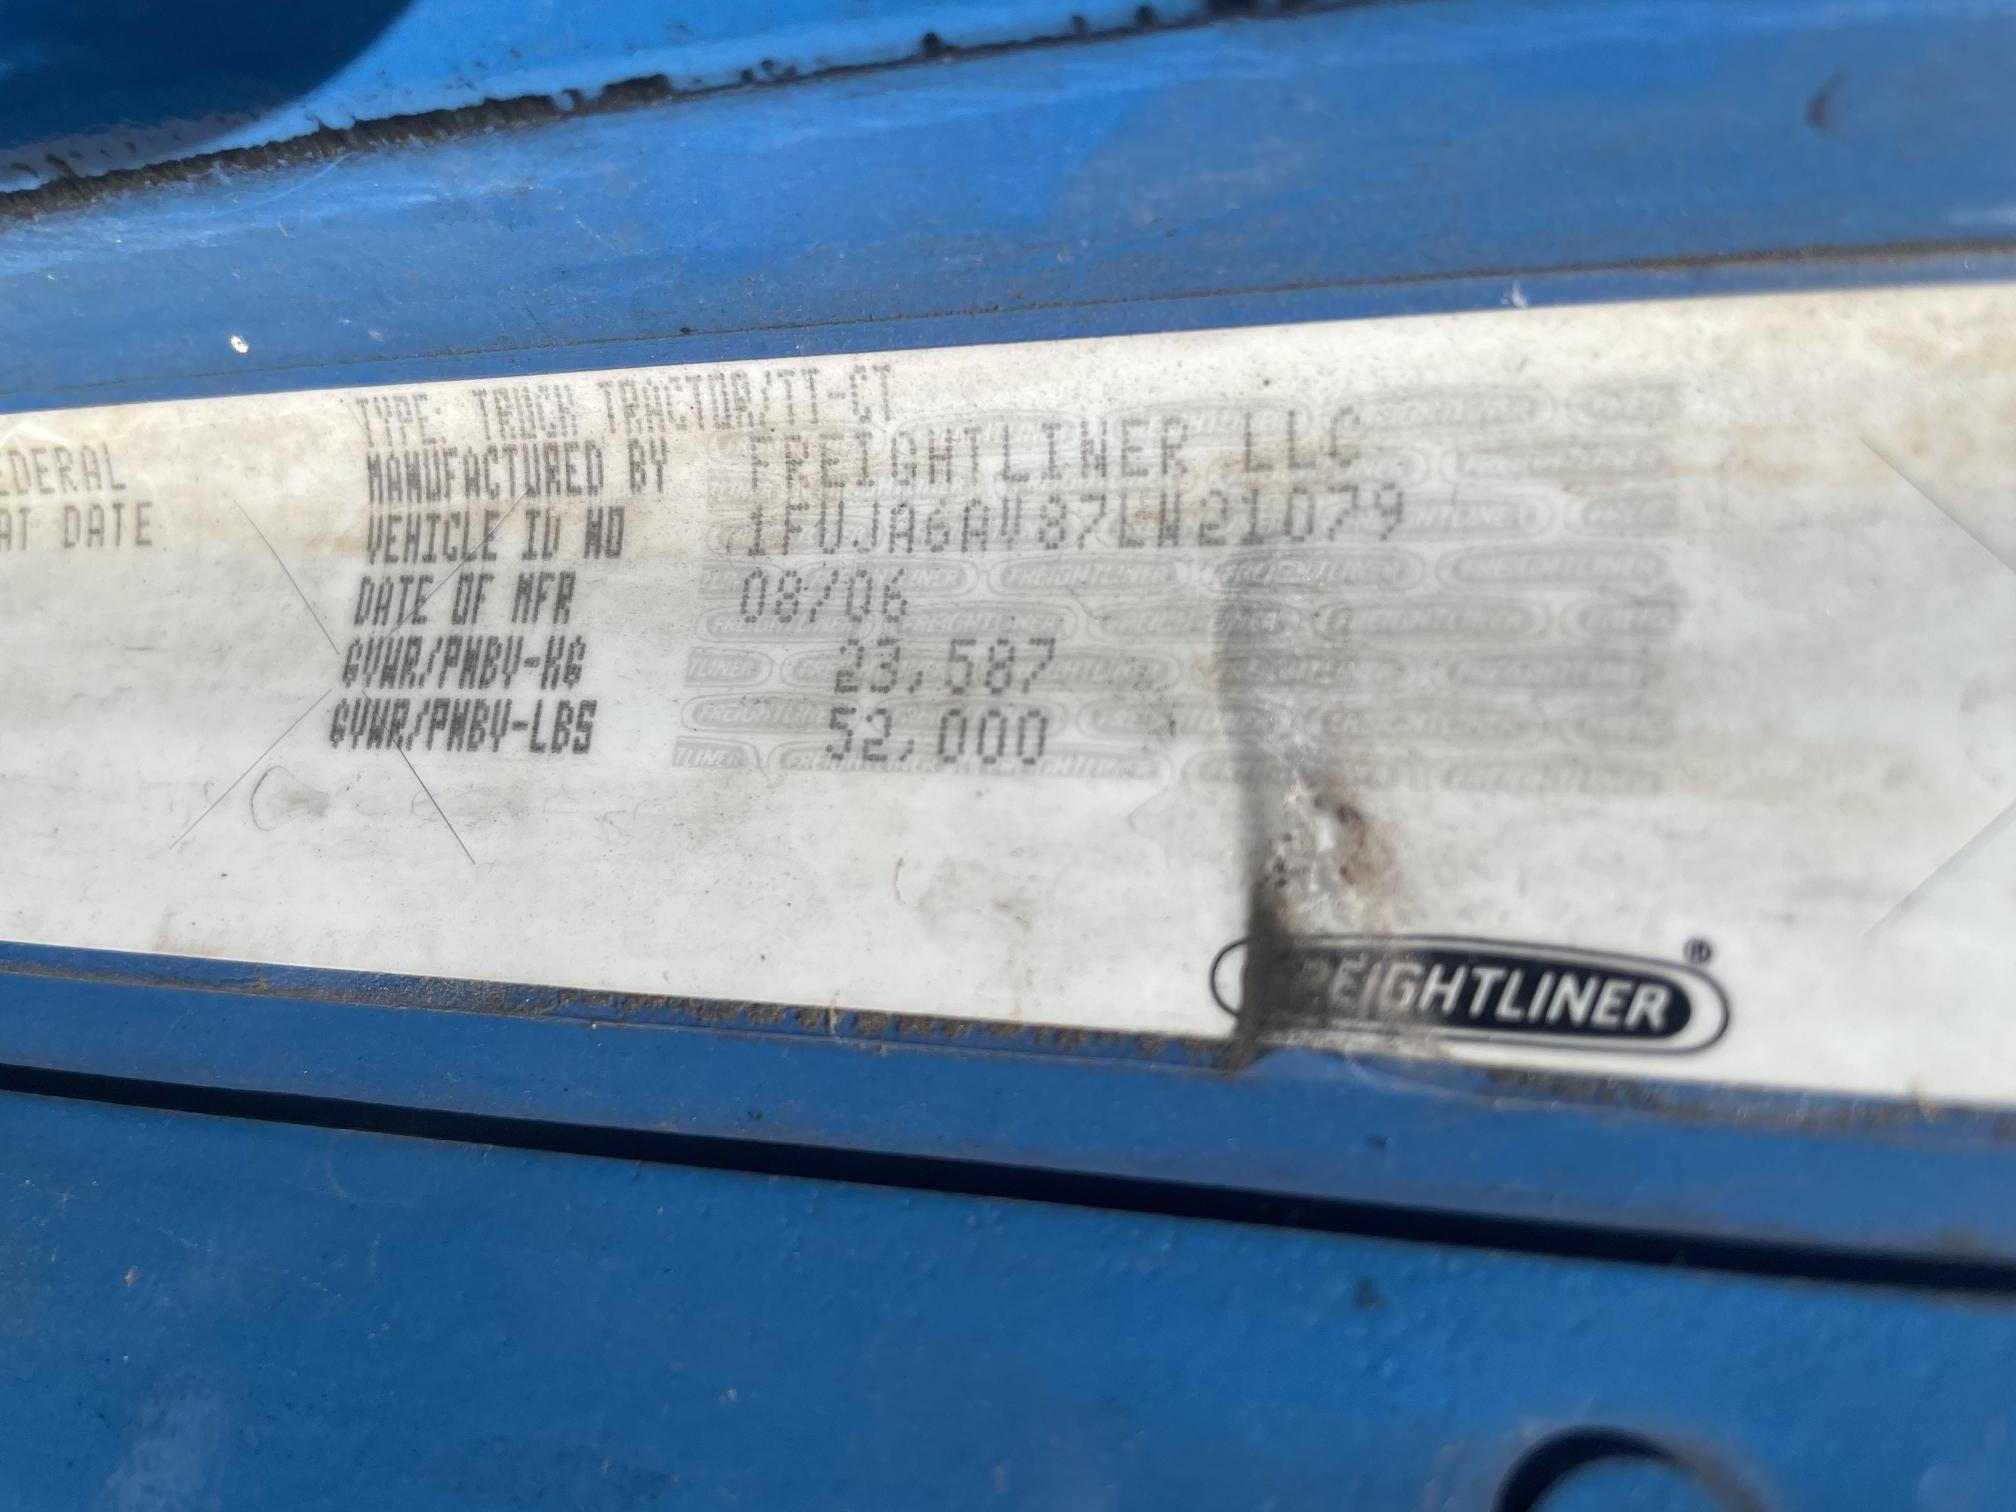 TYPE: TRUCK TRACTOR/TT-CT
MANUFACTURED BY FREIGHTLINER LLC
VEHICLE ID NO 1FUJA6AV87LW21079
DATE OF MFR 08/06
GVWR/PNBV-KG 23,587
GVWR/PNBV-LBS 52,000
EDERAL
AT DATE
FREIGHTLINER®